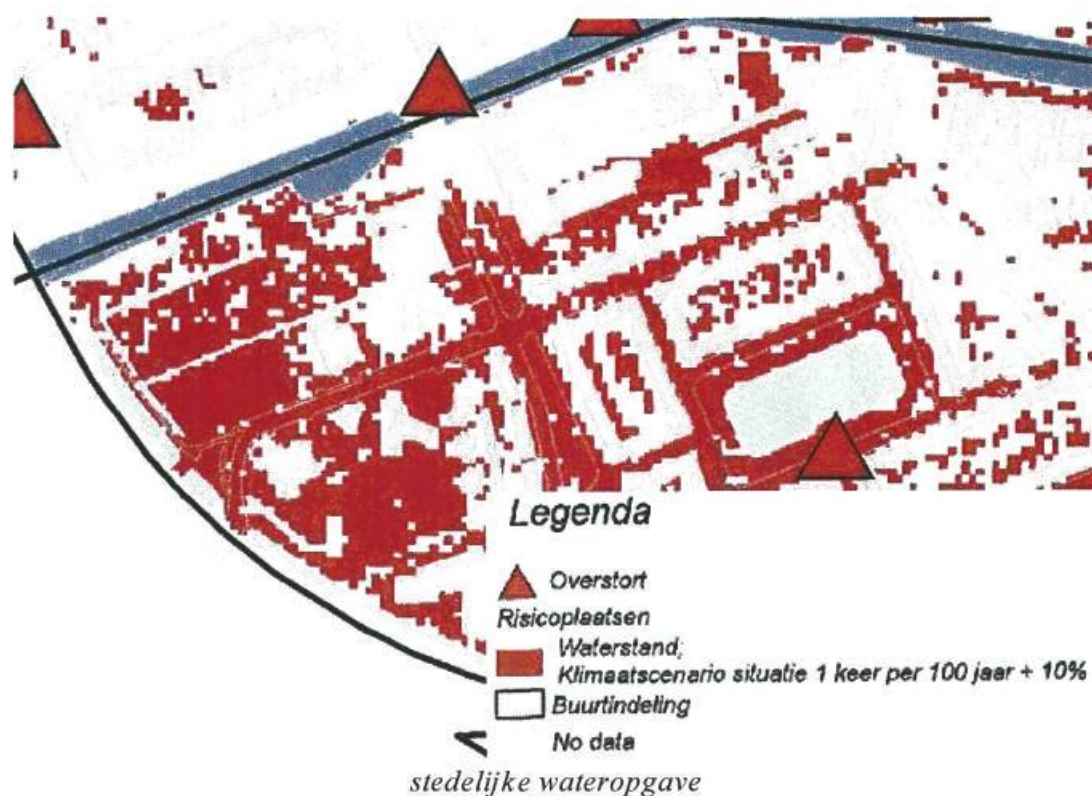 Legenda
Overstort
Risicoplaatsen
Waterstand;
Klimaatscenario situatie 1 keer per 100 jaar + 10%
Buurtindeling
No data
stedelijke wateropgave